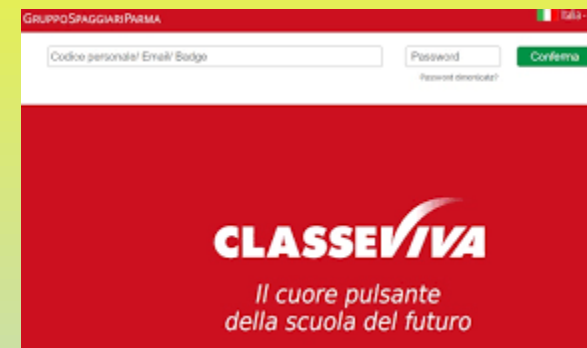 GRUPPOSPAGGIARIPARMA
Italia -
Codice personale/ Email/ Badge
Password
Conferma
Password dimenticata?
CLASSEVIVA
Il cuore pulsante
della scuola del futuro